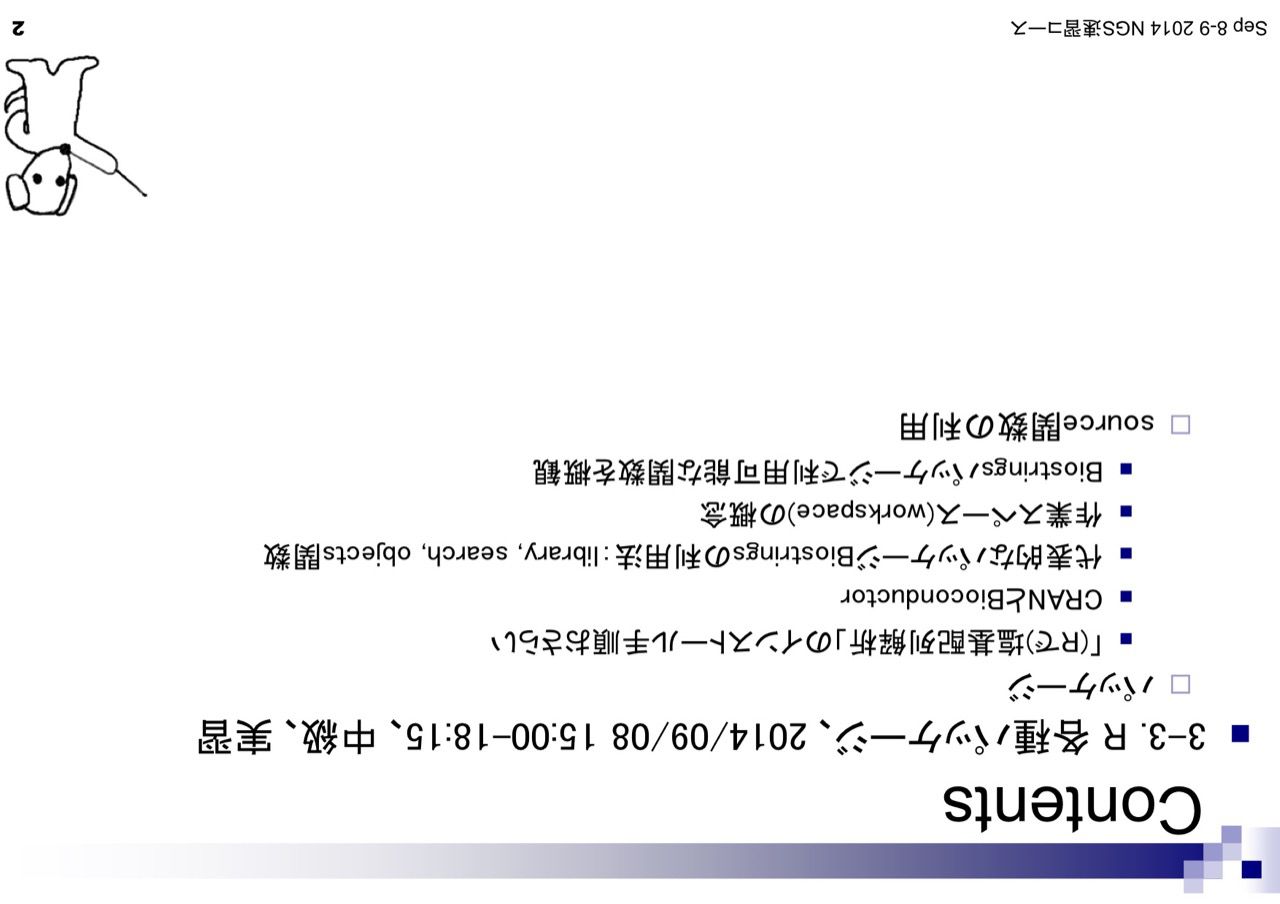 Contents
3-3. R 各種パッケージ、2014/09/08 15:00-18:15、中級、実習
パッケージ
「(Rで)塩基配列解析」のインストール手順おさらい
CRANとBioconductor
代表的なパッケージBiostringsの利用法:library, search, objects関数
作業スペース(workspace)の概念
Biostringsパッケージで利用可能な関数を概観
source関数の利用
Sep 8-9 2014 NGS速習コース
2